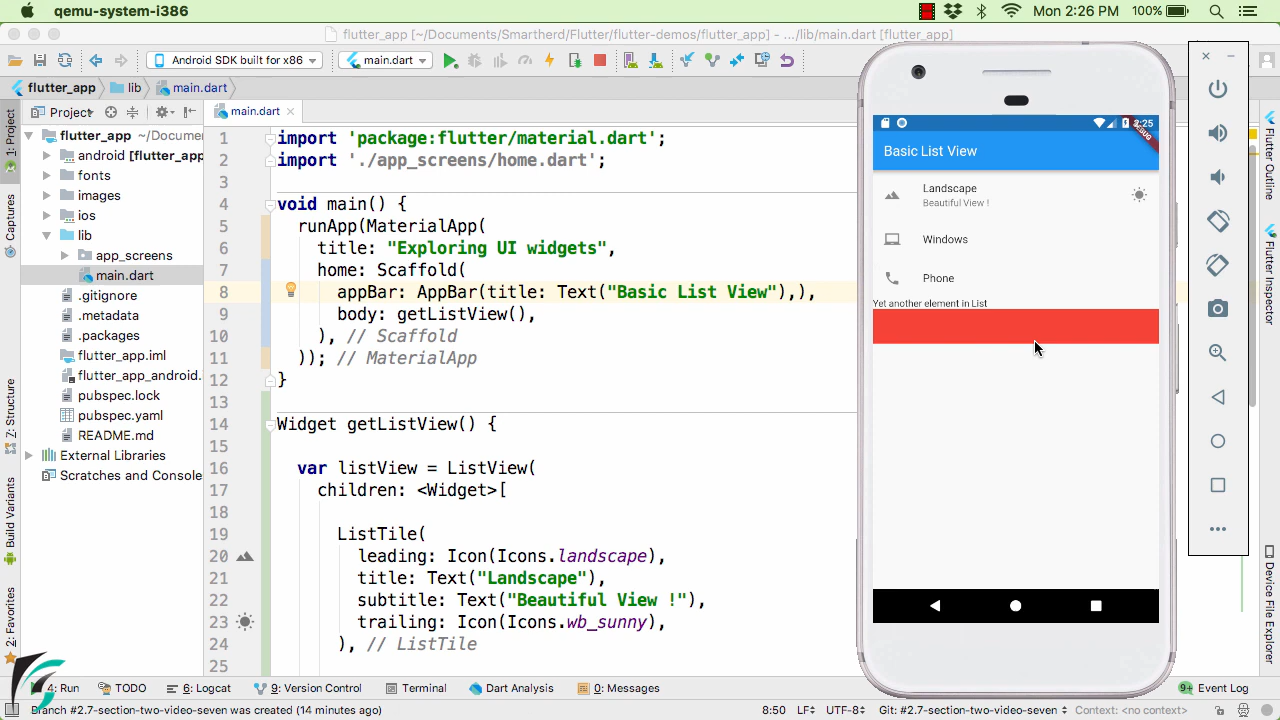 qemu-system-i386
Mon 2:26 PM 100%
flutter_app [~/Documents/Smartherd/Flutter/flutter-demos/flutter_app] - .../lib/main.dart [flutter_app]
Android SDK built for x86
main.dart
flutter_app
lib
main.dart
Project
main.dart
1: Project
Captures
Z: Structure
Build Variants
2: Favorites
flutter_app ~/Docume
android [flutter_app
fonts
images
ios
lib
app_screens
main.dart
.gitignore
.metadata
.packages
flutter_app.iml
flutter_app_android.
pubspec.lock
pubspec.yaml
README.md
External Libraries
Scratches and Console
1 import 'package:flutter/material.dart';
2 import './app_screens/home.dart';
3
4 void main() {
5 runApp(MaterialApp(
6 title: "Exploring UI widgets",
7 home: Scaffold(
8 appBar: AppBar(title: Text("Basic List View"),),
9 body: getListView(),
10 ), // Scaffold
11 )); // MaterialApp
12 }
13
14 Widget getListView() {
15
16 var listView = ListView(
17 children: <Widget>[
18
19 ListTile(
20 leading: Icon(Icons.landscape),
21 title: Text("Landscape"),
22 subtitle: Text("Beautiful View !"),
23 trailing: Icon(Icons.wb_sunny),
24 ), // ListTile
25
2:25
DEBUG
Basic List View
Landscape
Beautiful View !
Windows
Phone
Yet another element in List
Flutter Outline
Flutter Inspector
Device File Explorer
4: Run
TODO
6: Logcat
9: Version Control
Terminal
Dart Analysis
0: Messages
9+ Event Log
Branch #2.7-section-two-video-seven was created (14 minutes ago)
8:50 LF UTF-8 Git: #2.7-section-two-video-seven Context: <no context>